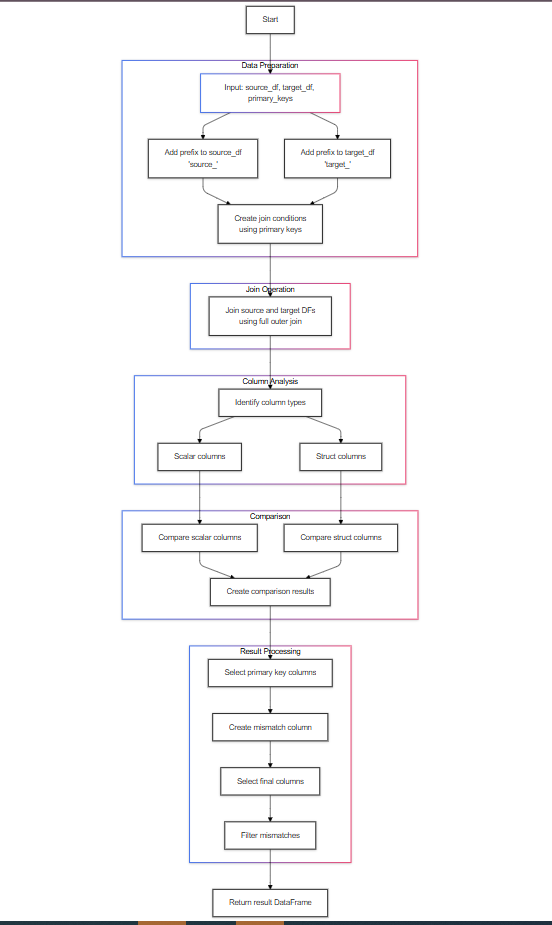 Start
Data Preparation
Input: source_df, target_df,
primary_keys
Add prefix to source_df
'source_'
Add prefix to target_df
'target_'
Create join conditions
using primary keys
Join Operation
Join source and target DFs
using full outer join
Column Analysis
Identify column types
Scalar columns
Struct columns
Comparison
Compare scalar columns
Compare struct columns
Create comparison results
Result Processing
Select primary key columns
Create mismatch column
Select final columns
Filter mismatches
Return result DataFrame